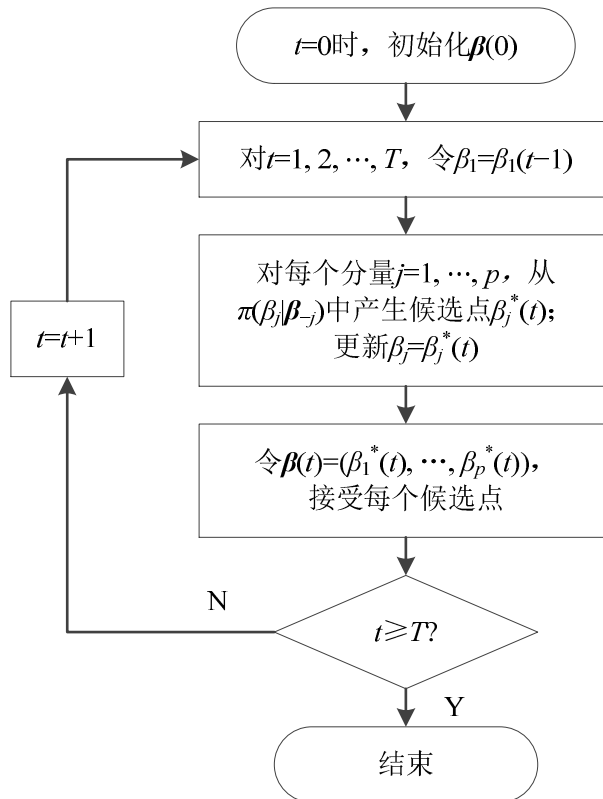 t=0时，初始化β(0)
对t=1, 2, ⋯, T，令β₁=β₁(t−1)
对每个分量j=1, ⋯, p，从
π(βⱼ|β₋ⱼ)中产生候选点βⱼ*(t)；
更新βⱼ=βⱼ*(t)
t=t+1
令β(t)=(β₁*(t), ⋯, βₚ*(t))，
接受每个候选点
N
t≥T?
Y
结束